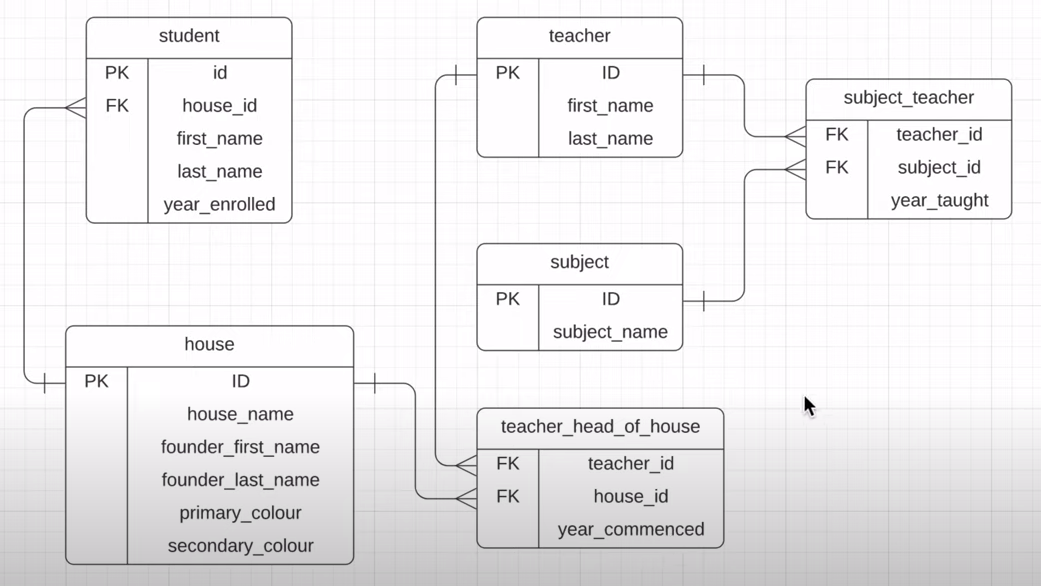 student
PK id
FK house_id
first_name
last_name
year_enrolled
teacher
PK ID
first_name
last_name
subject_teacher
FK teacher_id
FK subject_id
year_taught
subject
PK ID
subject_name
house
PK ID
house_name
founder_first_name
founder_last_name
primary_colour
secondary_colour
teacher_head_of_house
FK teacher_id
FK house_id
year_commenced